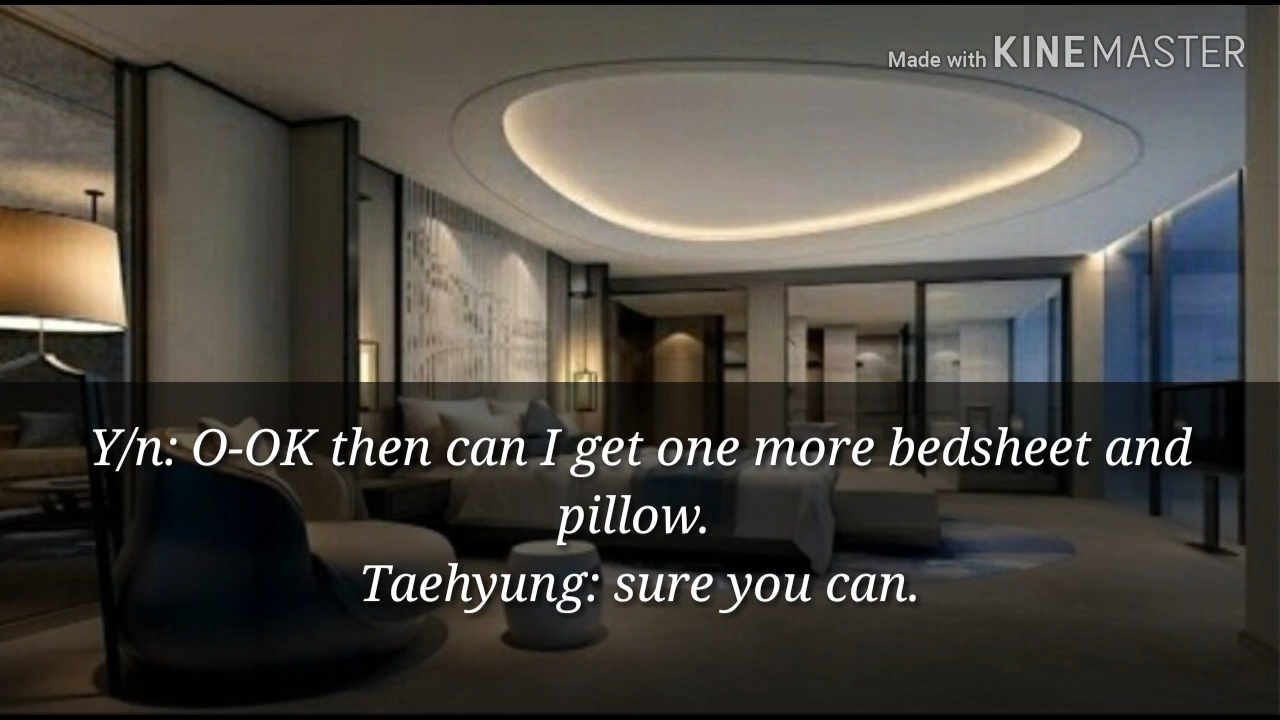 Made with KINEMASTER
Y/n: O-OK then can I get one more bedsheet and
pillow.
Taehyung: sure you can.